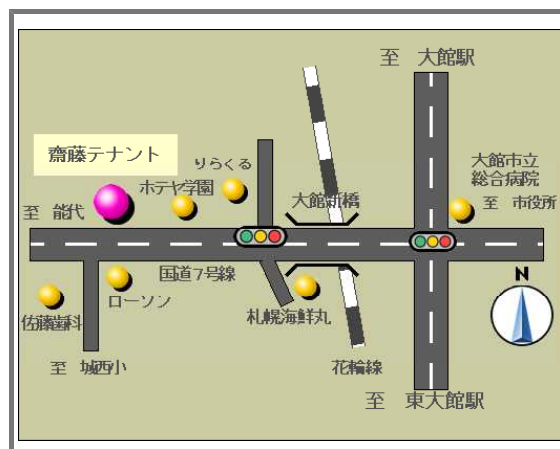 至　大館駅
齋藤テナント
りらくる
大館市立
総合病院
ホテヤ学園
大館新橋
至　能代
至　市役所
国道７号線
N
ローソン
佐藤歯科
札幌海鮮丸
至　城西小
花輪線
至　東大館駅